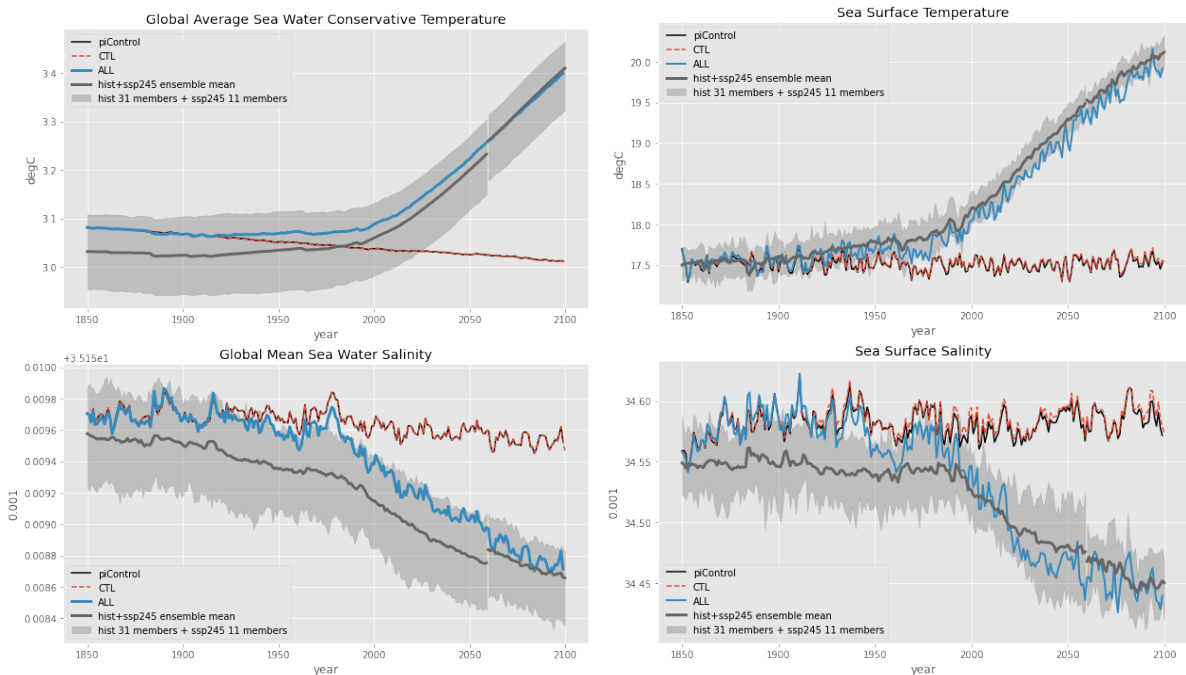 Global Average Sea Water Conservative Temperature
piControl
CTL
ALL
hist+ssp245 ensemble mean
hist 31 members + ssp245 11 members
3.4
3.3
3.2
3.1
3.0
degC
1850 1900 1950 2000 2050 2100
year
Sea Surface Temperature
piControl
CTL
ALL
hist+ssp245 ensemble mean
hist 31 members + ssp245 11 members
20.0
19.5
19.0
18.5
18.0
17.5
degC
1850 1900 1950 2000 2050 2100
year
Global Mean Sea Water Salinity
+3.515e1
0.0100
0.0098
0.0096
0.0094
0.0092
0.0090
0.0088
0.0086
0.0084
0.001
piControl
CTL
ALL
hist+ssp245 ensemble mean
hist 31 members + ssp245 11 members
1850 1900 1950 2000 2050 2100
year
Sea Surface Salinity
34.60
34.55
34.50
34.45
0.001
piControl
CTL
ALL
hist+ssp245 ensemble mean
hist 31 members + ssp245 11 members
1850 1900 1950 2000 2050 2100
year